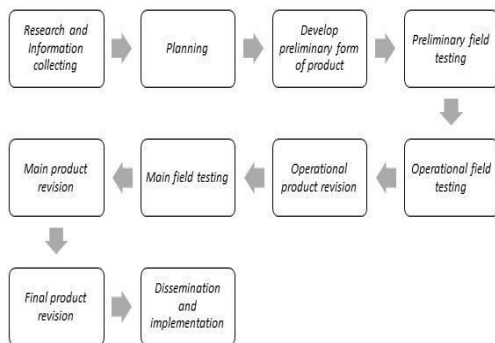 Research and
Information
collecting
Planning
Develop
preliminary form
of product
Preliminary field
testing
Operational field
testing
Operational
product revision
Main field testing
Main product
revision
Final product
revision
Dissemination
and
implementation